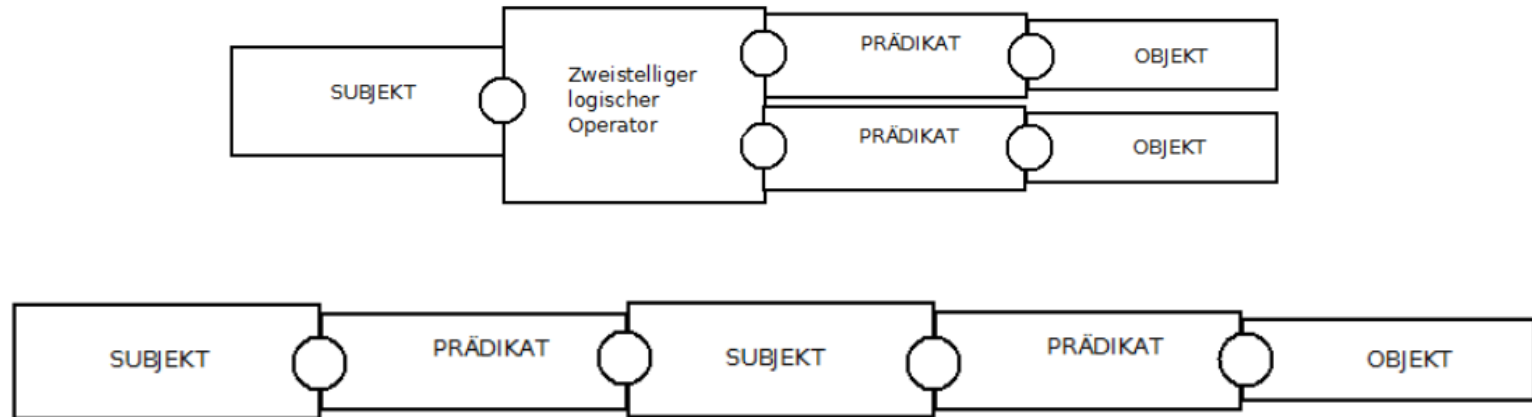 SUBJEKT
Zweistelliger
logischer
Operator
PRÄDIKAT
OBJEKT
PRÄDIKAT
OBJEKT
SUBJEKT
PRÄDIKAT
SUBJEKT
PRÄDIKAT
OBJEKT